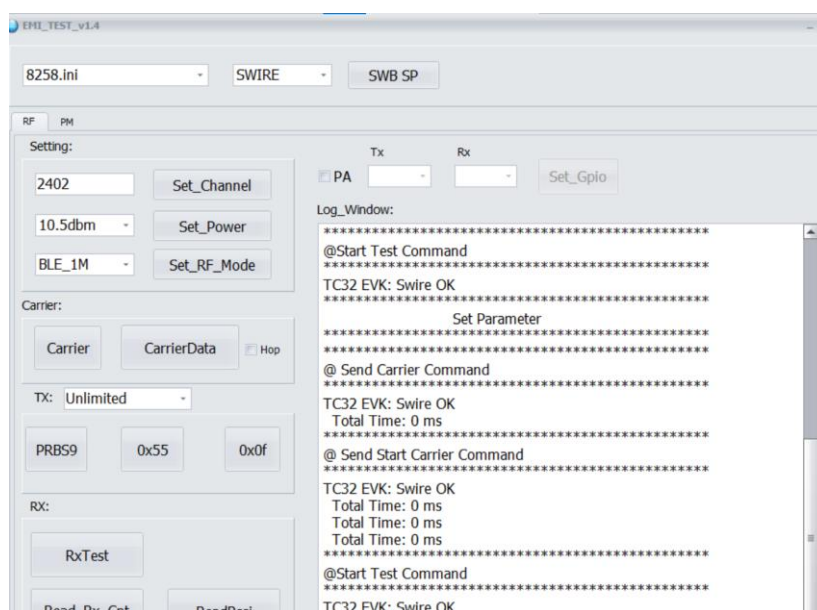 EMI_TEST_v1.4
8258.ini SWIRE SWB SP
RF PM
Setting:
2402 Set_Channel
10.5dbm Set_Power
BLE_1M Set_RF_Mode
Carrier:
Carrier CarrierData Hop
TX: Unlimited
PRBS9 0x55 0x0f
RX:
RxTest
Tx Rx
PA Set_Gpio
Log_Window:
************************************************
@Start Test Command
************************************************
TC32 EVK: Swire OK
************************************************
Set Parameter
************************************************
************************************************
@ Send Carrier Command
************************************************
TC32 EVK: Swire OK
Total Time: 0 ms
************************************************
@ Send Start Carrier Command
************************************************
TC32 EVK: Swire OK
Total Time: 0 ms
Total Time: 0 ms
Total Time: 0 ms
************************************************
@Start Test Command
************************************************
TC32 EVK: Swire OK